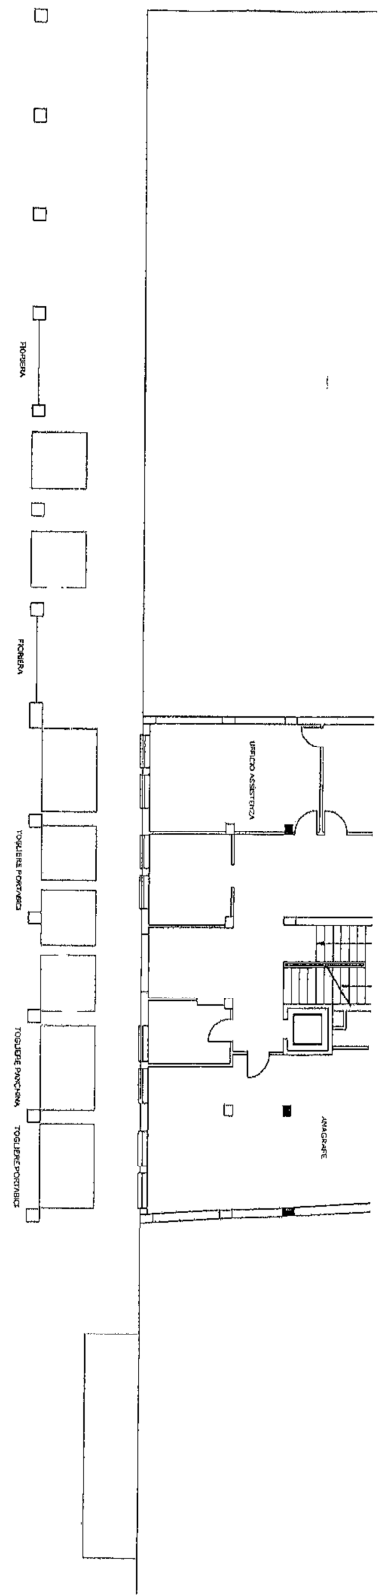 FIORIERA
FIORIERA
UFFICIO ASSISTENZA
TOGLIERE PORTABICI
TOGLIERE PANCHINA
TOGLIERE PORTABICI
ANAGRAFE